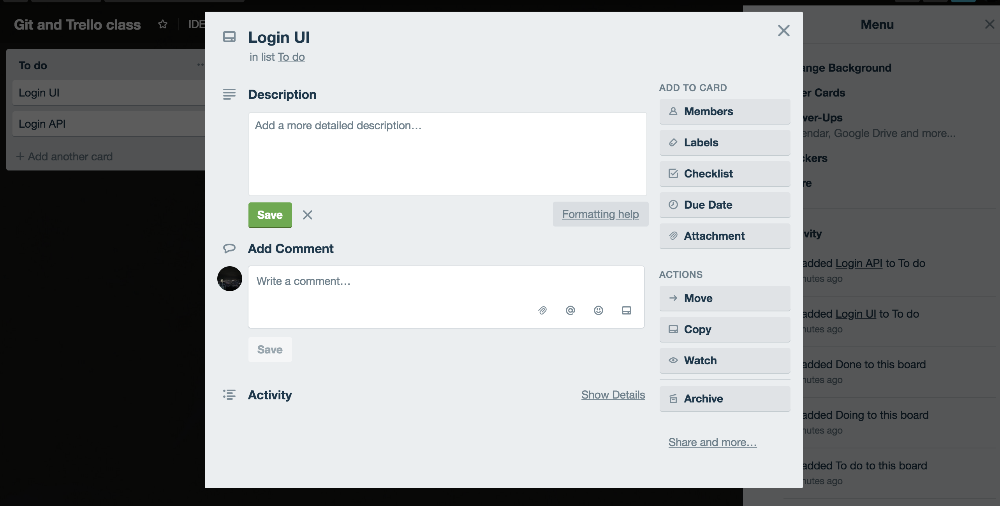 Git and Trello class
IDE
To do
Login UI
Login API
+ Add another card
Login UI
in list To do
Description
Add a more detailed description…
Save
Formatting help
Add Comment
Write a comment…
Save
Activity
Show Details
ADD TO CARD
Members
Labels
Checklist
Due Date
Attachment
ACTIONS
Move
Copy
Watch
Archive
Share and more…
Menu
ange Background
er Cards
wer-Ups
endar, Google Drive and more...
ckers
re
vity
added Login API to To do
nutes ago
added Login UI to To do
nutes ago
added Done to this board
nutes ago
added Doing to this board
nutes ago
added To do to this board
nutes ago